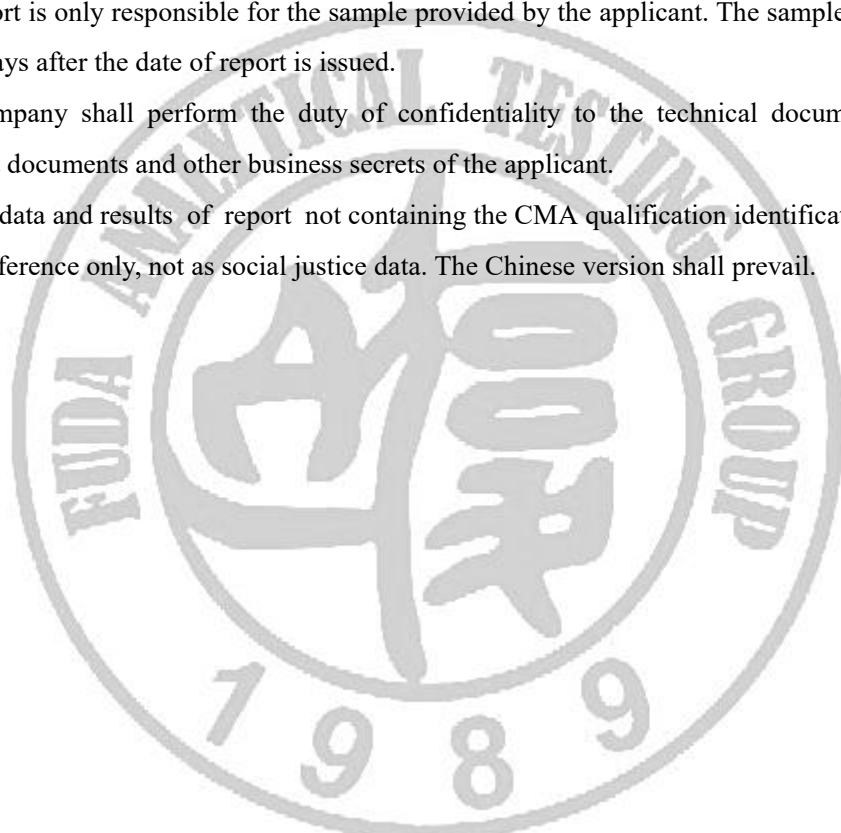 ort is only responsible for the sample provided by the applicant. The sample
ays after the date of report is issued.
mpany shall perform the duty of confidentiality to the technical docum
documents and other business secrets of the applicant.
data and results of report not containing the CMA qualification identifica
ference only, not as social justice data. The Chinese version shall prevail.
FUDA ANALYTICAL TESTING GROUP
1989